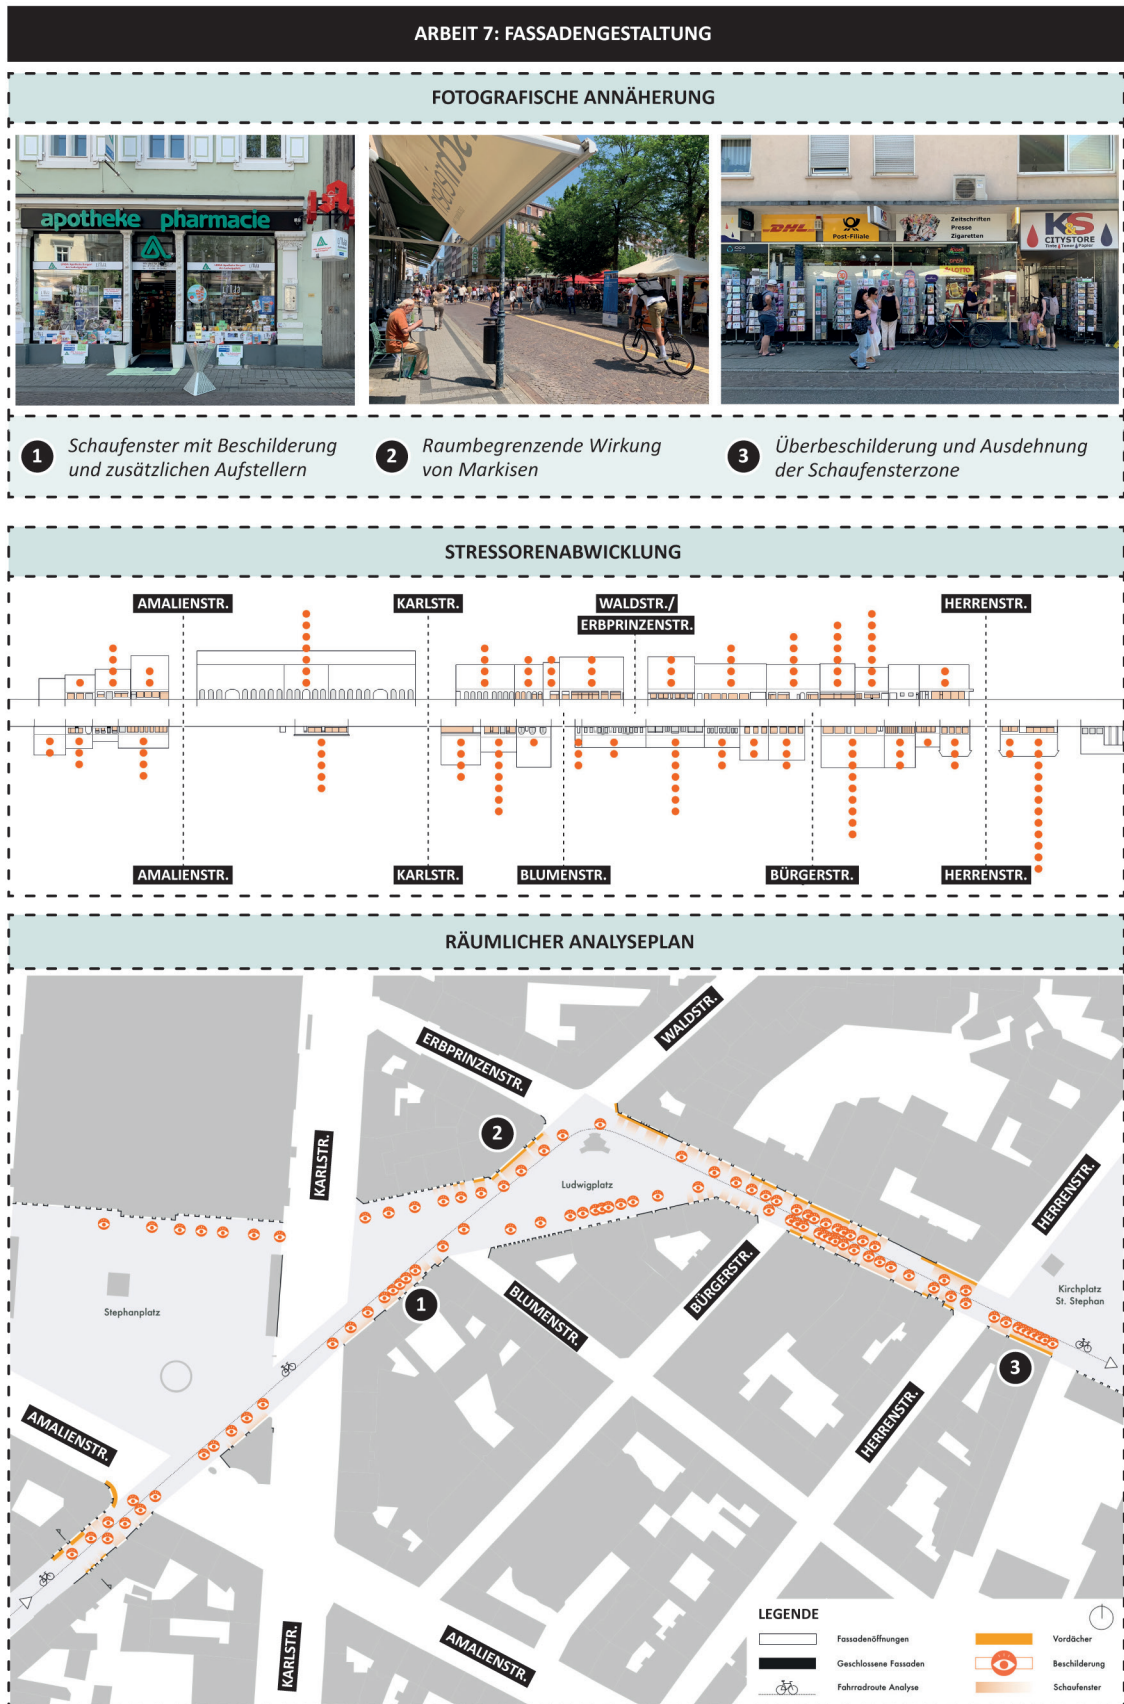 ARBEIT 7: FASSADENGESTALTUNG
FOTOGRAFISCHE ANNÄHERUNG
apotheke pharmacie
DHL
Post-Filiale
Zeitschriften
Presse
Zigaretten
K&S
CITYSTORE
LOTTO
1
Schaufenster mit Beschilderung
und zusätzlichen Aufstellern
2
Raumbegrenzende Wirkung
von Markisen
3
Überbeschilderung und Ausdehnung
der Schaufensterzone
STRESSORENABWICKLUNG
AMALIENSTR.
KARLSTR.
WALDSTR./
ERBPRINZENSTR.
HERRENSTR.
AMALIENSTR.
KARLSTR.
BLUMENSTR.
BÜRGERSTR.
HERRENSTR.
RÄUMLICHER ANALYSEPLAN
WALDSTR.
ERBPRINZENSTR.
2
KARLSTR.
Ludwigplatz
HERRENSTR.
BÜRGERSTR.
BLUMENSTR.
1
Stephanplatz
Kirchplatz
St. Stephan
3
AMALIENSTR.
HERRENSTR.
KARLSTR.
AMALIENSTR.
LEGENDE
Fassadenöffnungen
Vordächer
Geschlossene Fassaden
Beschilderung
Fahrradroute Analyse
Schaufenster